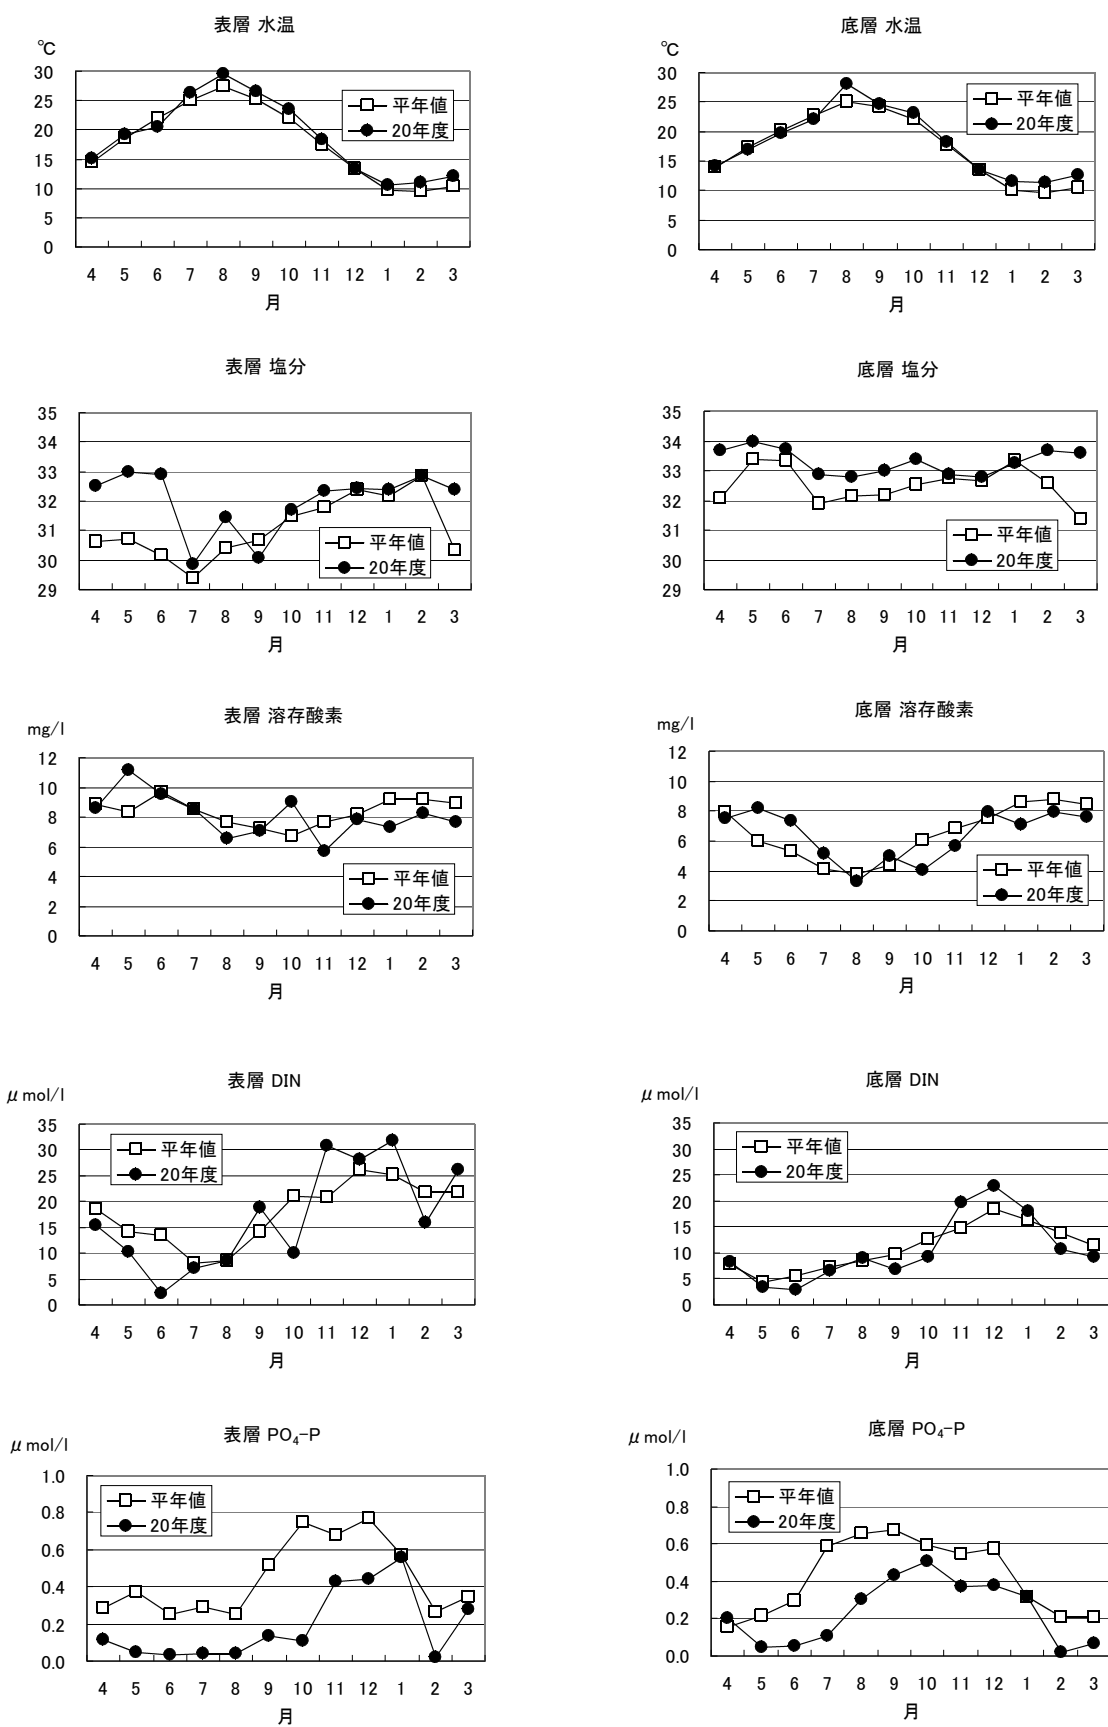 表層 水温
℃
30
25
20
15
10
5
0
平年値
20年度
4 5 6 7 8 9 10 11 12 1 2 3
月
底層 水温
℃
30
25
20
15
10
5
0
平年値
20年度
4 5 6 7 8 9 10 11 12 1 2 3
月
表層 塩分
35
34
33
32
31
30
29
平年値
20年度
4 5 6 7 8 9 10 11 12 1 2 3
月
底層 塩分
35
34
33
32
31
30
29
平年値
20年度
4 5 6 7 8 9 10 11 12 1 2 3
月
表層 溶存酸素
mg/l
12
10
8
6
4
2
0
平年値
20年度
4 5 6 7 8 9 10 11 12 1 2 3
月
底層 溶存酸素
mg/l
12
10
8
6
4
2
0
平年値
20年度
4 5 6 7 8 9 10 11 12 1 2 3
月
表層 DIN
μmol/l
35
30
25
20
15
10
5
0
平年値
20年度
4 5 6 7 8 9 10 11 12 1 2 3
月
底層 DIN
μmol/l
35
30
25
20
15
10
5
0
平年値
20年度
4 5 6 7 8 9 10 11 12 1 2 3
月
表層 PO₄-P
μmol/l
1.0
0.8
0.6
0.4
0.2
0.0
平年値
20年度
4 5 6 7 8 9 10 11 12 1 2 3
月
底層 PO₄-P
μmol/l
1.0
0.8
0.6
0.4
0.2
0.0
平年値
20年度
4 5 6 7 8 9 10 11 12 1 2 3
月